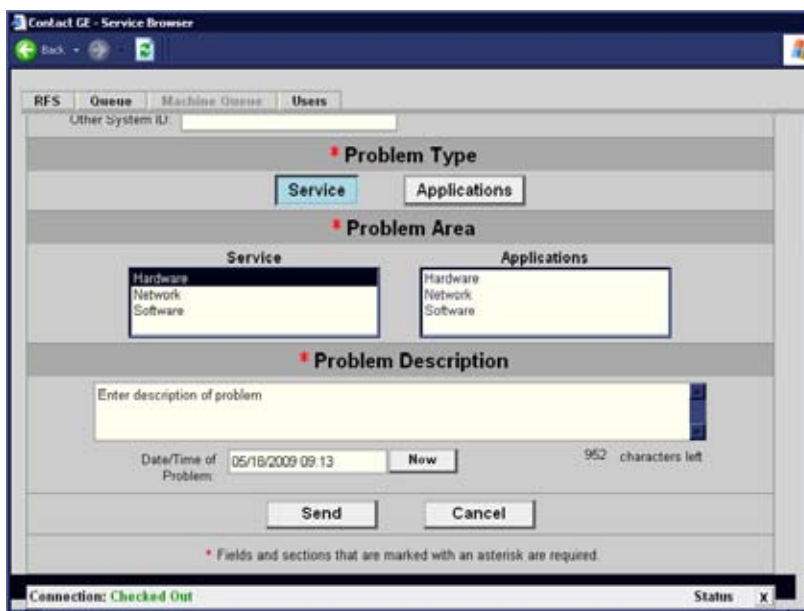 Contact GE - Service Browser
Back
RFS Queue Machine Queue Users
Other System ID:
* Problem Type
Service Applications
* Problem Area
Service Applications
Hardware Hardware
Network Network
Software Software
* Problem Description
Enter description of problem
Date/Time of Problem: 05/18/2009 09:13 Now 952 characters left
Send Cancel
* Fields and sections that are marked with an asterisk are required.
Connection: Checked Out Status X